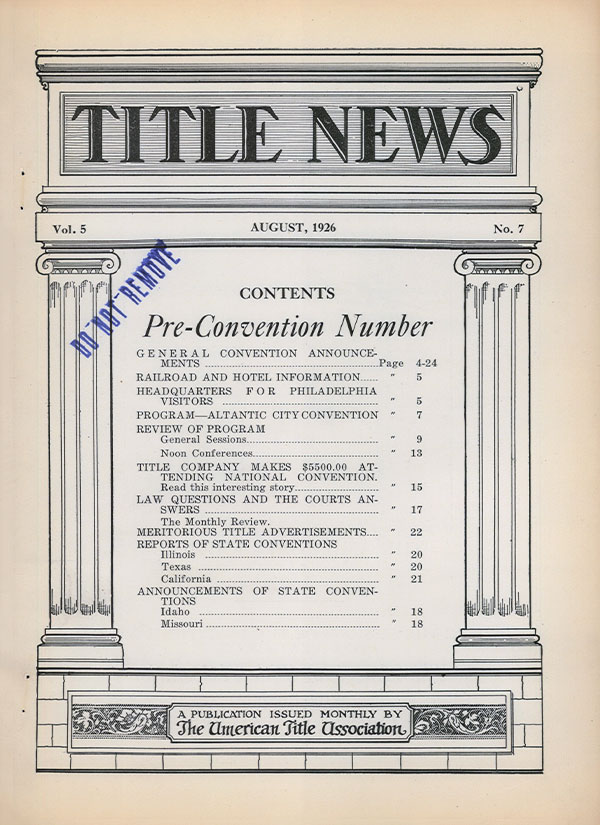 TITLE NEWS
Vol. 5 AUGUST, 1926 No. 7
DO NOT REMOVE
CONTENTS
Pre-Convention Number
GENERAL CONVENTION ANNOUNCE-
MENTS Page 4-24
RAILROAD AND HOTEL INFORMATION " 5
HEADQUARTERS FOR PHILADELPHIA
VISITORS " 5
PROGRAM—ALTANTIC CITY CONVENTION " 7
REVIEW OF PROGRAM
General Sessions " 9
Noon Conferences " 13
TITLE COMPANY MAKES $5500.00 AT-
TENDING NATIONAL CONVENTION.
Read this interesting story " 15
LAW QUESTIONS AND THE COURTS AN-
SWERS " 17
The Monthly Review.
MERITORIOUS TITLE ADVERTISEMENTS " 22
REPORTS OF STATE CONVENTIONS
Illinois " 20
Texas " 20
California " 21
ANNOUNCEMENTS OF STATE CONVEN-
TIONS
Idaho " 18
Missouri " 18
A PUBLICATION ISSUED MONTHLY BY
The American Title Association